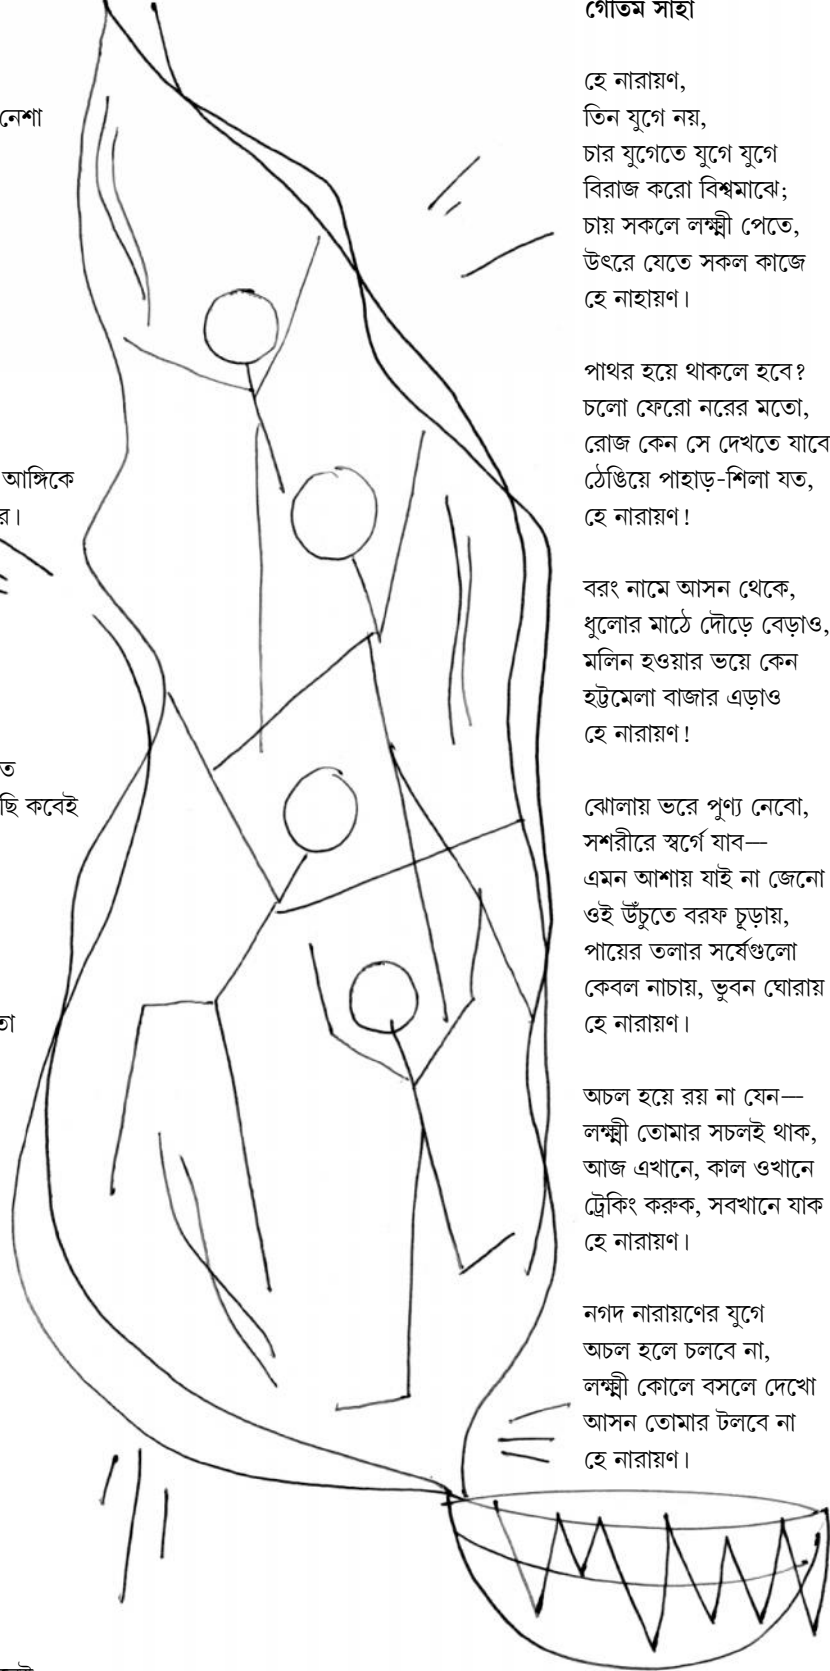 নেশা
আঙ্গিকে
র।
ত
ছি কবেই
তা
গৌতম সাহা
হে নারায়ণ,
তিন যুগে নয়,
চার যুগেতে যুগে যুগে
বিরাজ করো বিশ্বমাঝে;
চায় সকলে লক্ষ্মী পেতে,
উৎরে যেতে সকল কাজে
হে নাহায়ণ।
পাথর হয়ে থাকলে হবে?
চলো ফেরো নরের মতো,
রোজ কেন সে দেখতে যাবে
ঠেঙিয়ে পাহাড়-শিলা যত,
হে নারায়ণ!
বরং নামে আসন থেকে,
ধুলোর মাঠে দৌড়ে বেড়াও,
মলিন হওয়ার ভয়ে কেন
হট্টমেলা বাজার এড়াও
হে নারায়ণ!
ঝোলায় ভরে পুণ্য নেবো,
সশরীরে স্বর্গে যাব—
এমন আশায় যাই না জেনো
ওই উঁচুতে বরফ চূড়ায়,
পায়ের তলার সর্ষেগুলো
কেবল নাচায়, ভুবন ঘোরায়
হে নারায়ণ।
অচল হয়ে রয় না যেন—
লক্ষ্মী তোমার সচলই থাক,
আজ এখানে, কাল ওখানে
ট্রেকিং করুক, সবখানে যাক
হে নারায়ণ।
নগদ নারায়ণের যুগে
অচল হলে চলবে না,
লক্ষ্মী কোলে বসলে দেখো
আসন তোমার টলবে না
হে নারায়ণ।